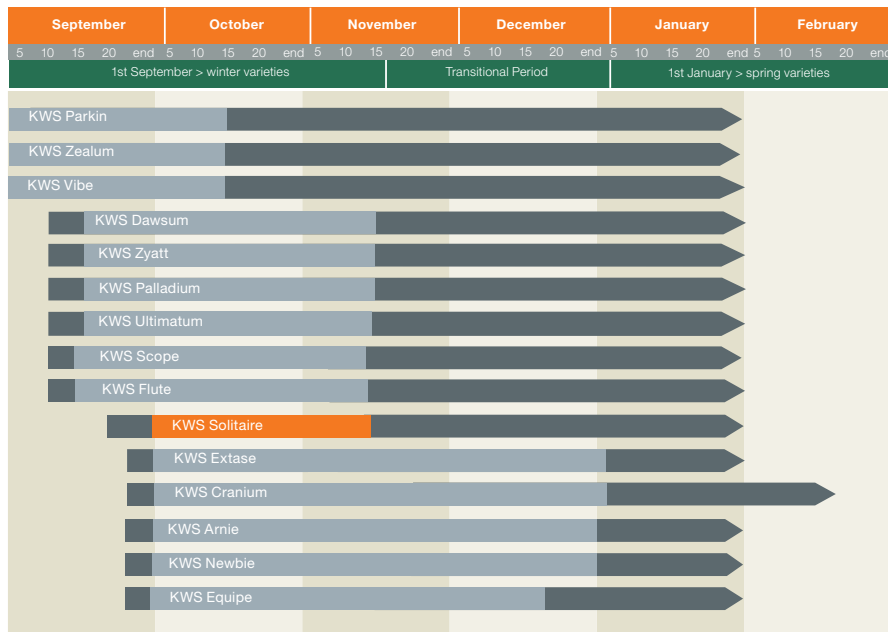 September October November December January February
5 10 15 20 end 5 10 15 20 end 5 10 15 20 end 5 10 15 20 end 5 10 15 20 end 5 10 15 20 end
1st September > winter varieties Transitional Period 1st January > spring varieties
KWS Parkin
KWS Zealum
KWS Vibe
KWS Dawsum
KWS Zyatt
KWS Palladium
KWS Ultimatum
KWS Scope
KWS Flute
KWS Solitaire
KWS Extase
KWS Cranium
KWS Arnie
KWS Newbie
KWS Equipe